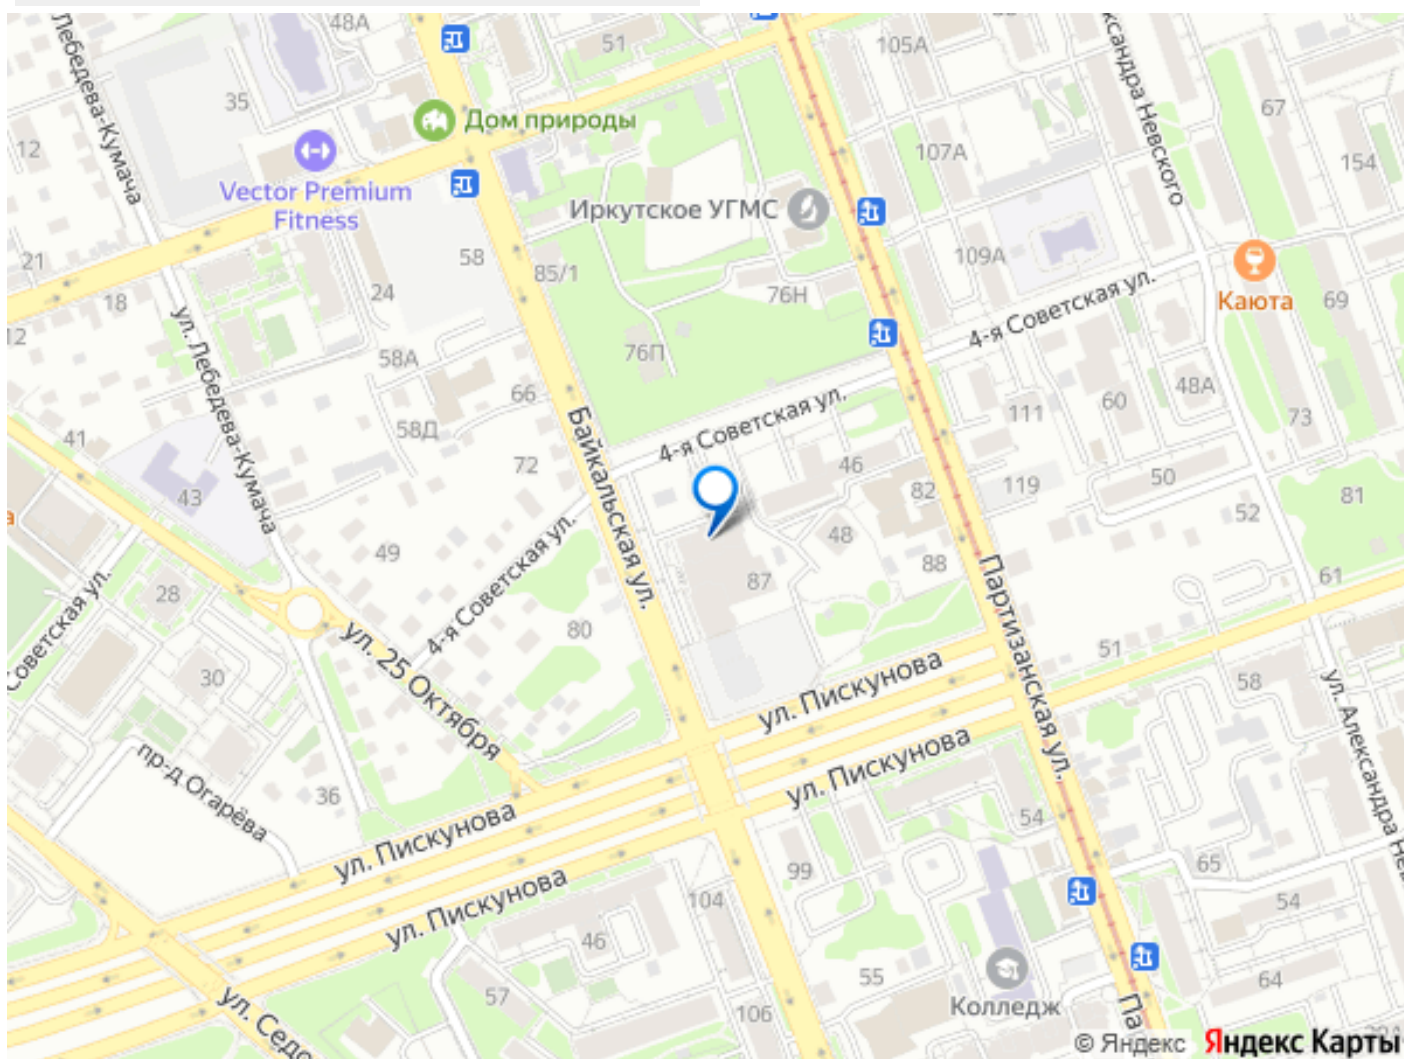 48А
51
105А
Александра Невского
67
Лебедева-Кумача
35
Дом природы
12
107А
154
Vector Premium
Fitness
Иркутское УГМС
21
58
85/1
109А
18
24
76Н
4-я Советская ул.
Каюта
69
12
ул. Лебедева-Кумача
58А
76П
66
48А
41
58Д
Байкальская ул.
4-я Советская ул.
111
60
73
72
46
50
43
82
119
81
49
4-я Советская ул.
48
52
Советская ул.
28
87
88
Партизанская ул.
61
80
ул. 25 Октября
30
ул. Пискунова
51
58
ул. Александра Не
пр-д Огарёва
36
ул. Пискунова
54
ул. Пискунова
99
65
ул. Пискунова
104
54
46
55
57
64
ул. Седо
106
Колледж
Па
© Яндекс Яндекс Карты